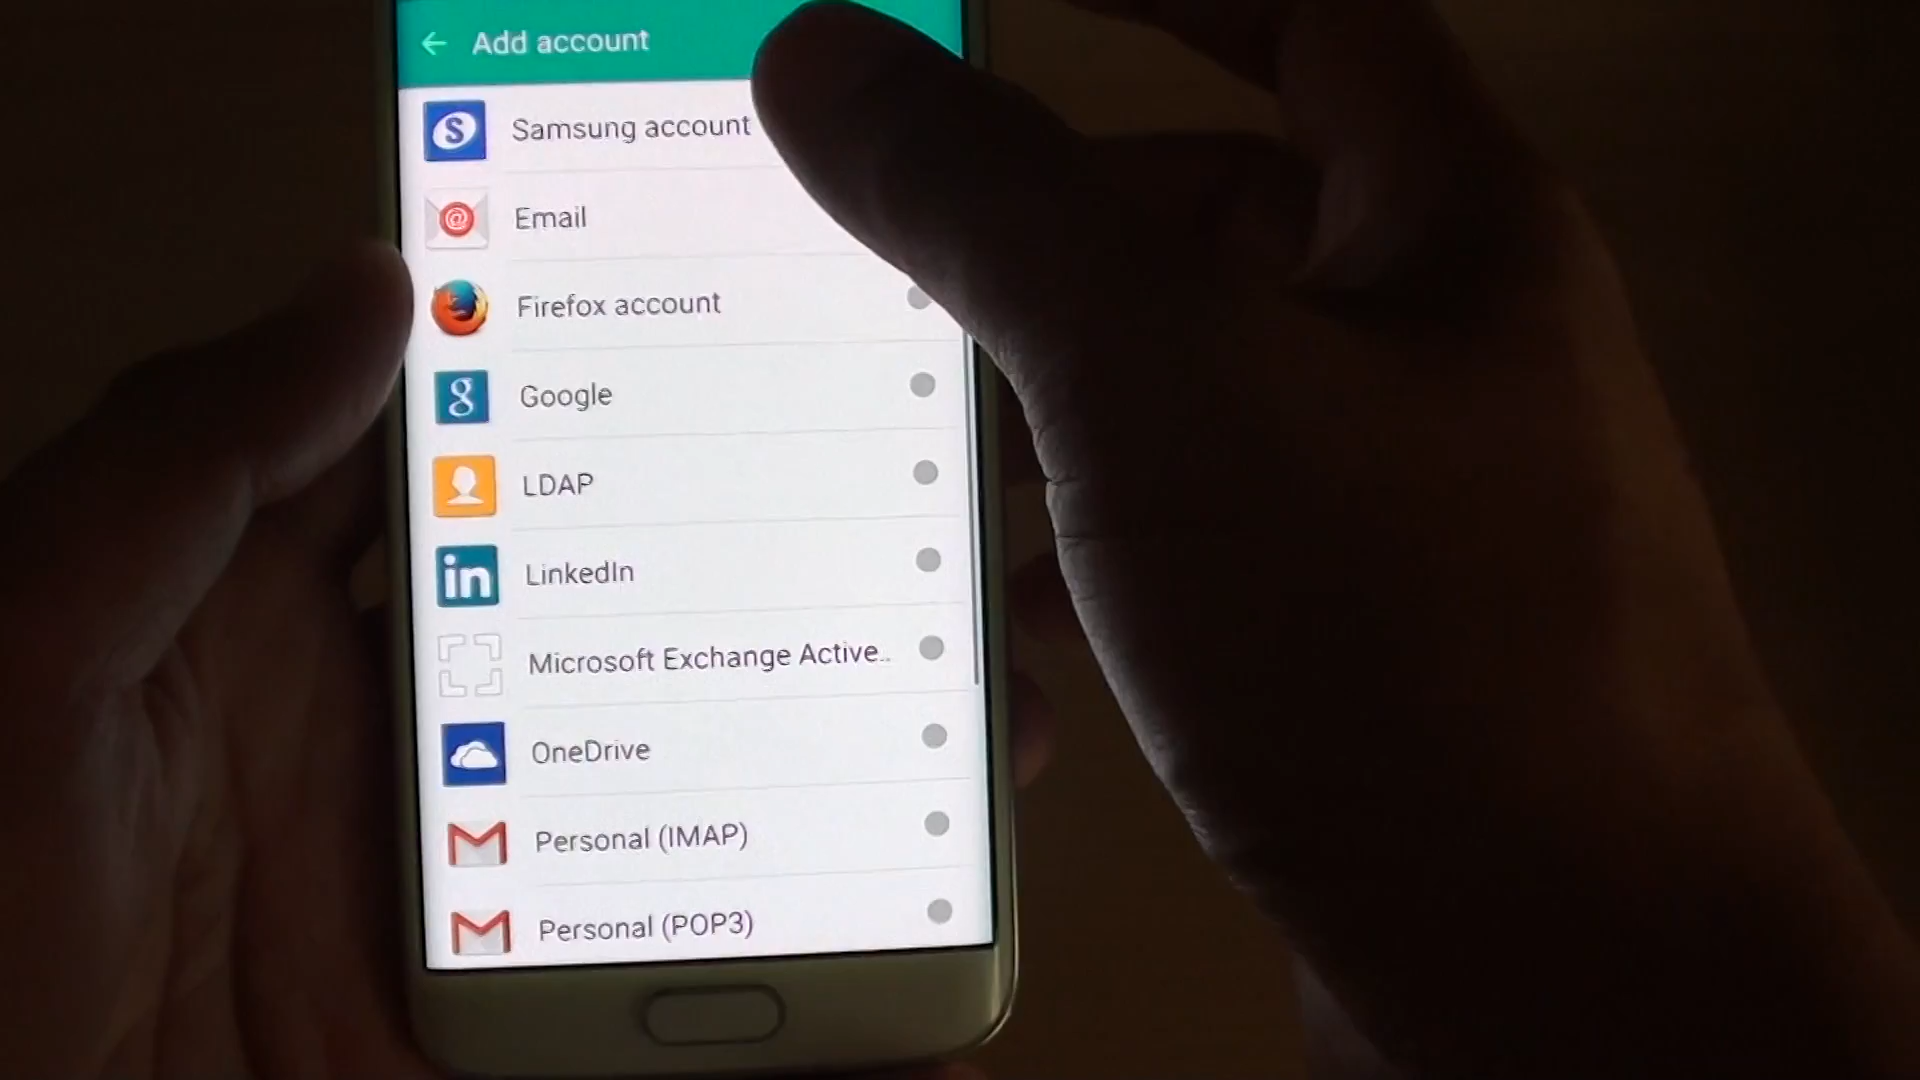 Add account
Samsung account
Email
Firefox account
Google
LDAP
LinkedIn
Microsoft Exchange Active..
OneDrive
Personal (IMAP)
Personal (POP3)